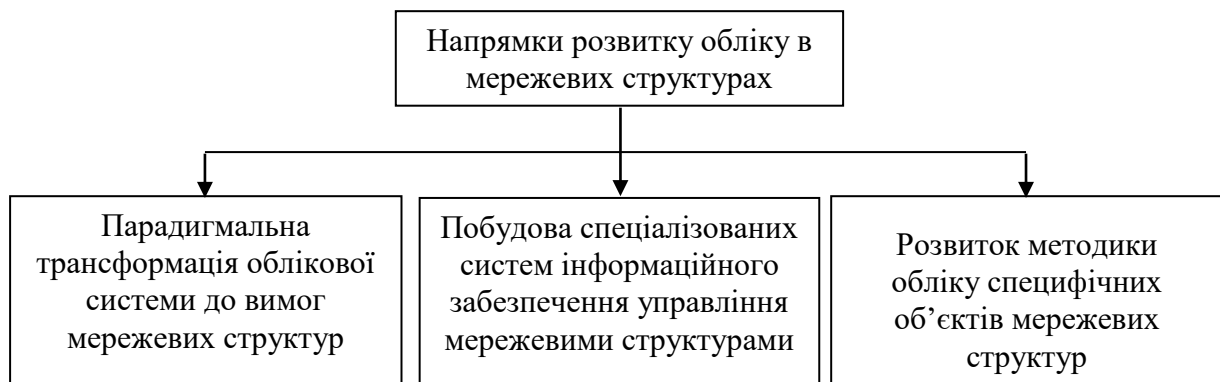 Напрямки розвитку обліку в
мережевих структурах
Парадигмальна
трансформація облікової
системи до вимог
мережевих структур
Побудова спеціалізованих
систем інформаційного
забезпечення управління
мережевими структурами
Розвиток методики
обліку специфічних
об’єктів мережевих
структур